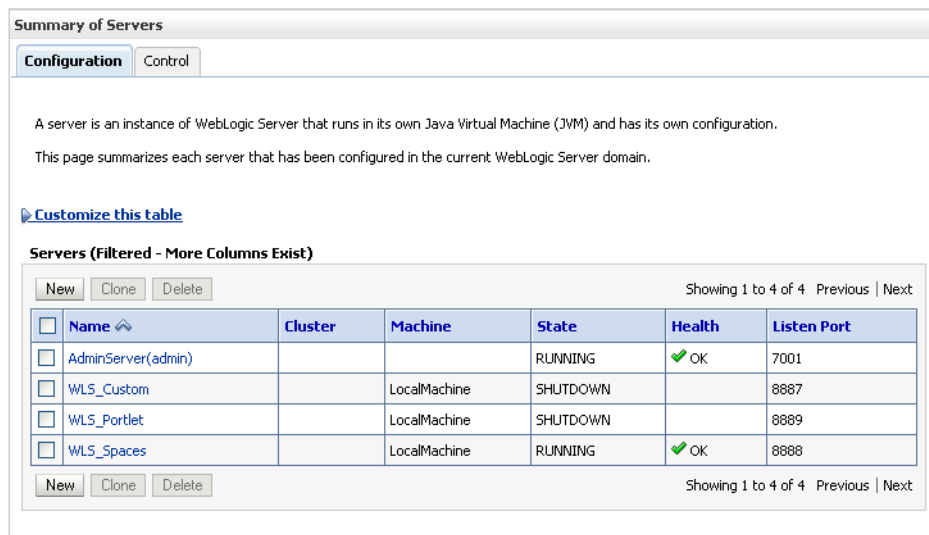 Summary of Servers
Configuration Control
A server is an instance of WebLogic Server that runs in its own Java Virtual Machine (JVM) and has its own configuration.
This page summarizes each server that has been configured in the current WebLogic Server domain.
Customize this table
Servers (Filtered - More Columns Exist)
New Clone Delete Showing 1 to 4 of 4 Previous | Next
Name Cluster Machine State Health Listen Port
AdminServer(admin) RUNNING OK 7001
WLS_Custom LocalMachine SHUTDOWN 8887
WLS_Portlet LocalMachine SHUTDOWN 8889
WLS_Spaces LocalMachine RUNNING OK 8888
New Clone Delete Showing 1 to 4 of 4 Previous | Next